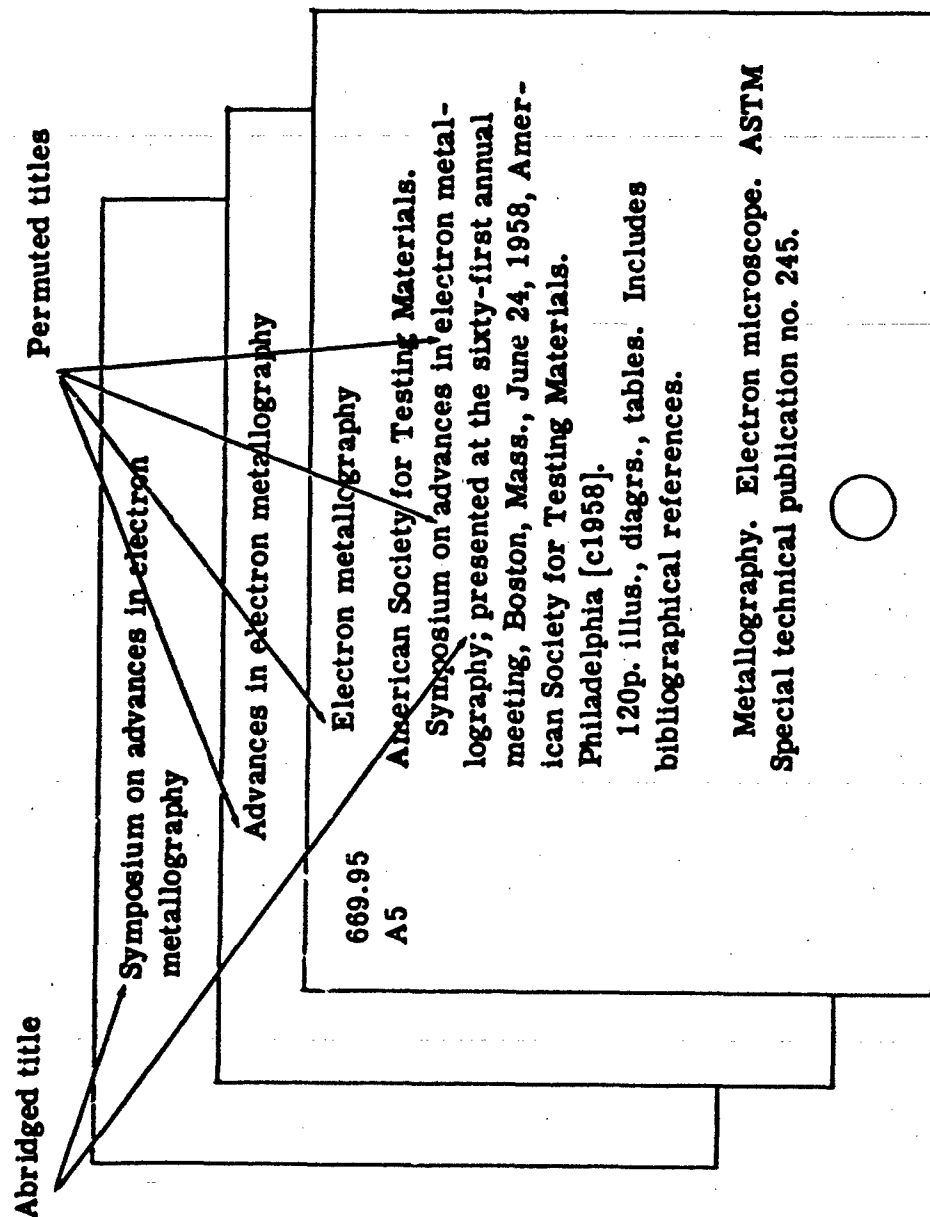 Abridged title
Permuted titles
Symposium on advances in electron
metallography
Advances in electron metallography
Electron metallography
669.95
A5
American Society for Testing Materials.
Symposium on advances in electron metal-
lography; presented at the sixty-first annual
meeting, Boston, Mass., June 24, 1958, Amer-
ican Society for Testing Materials.
Philadelphia [c1958].
120p. illus., diagrs., tables. Includes
bibliographical references.
Metallography. Electron microscope. ASTM
Special technical publication no. 245.